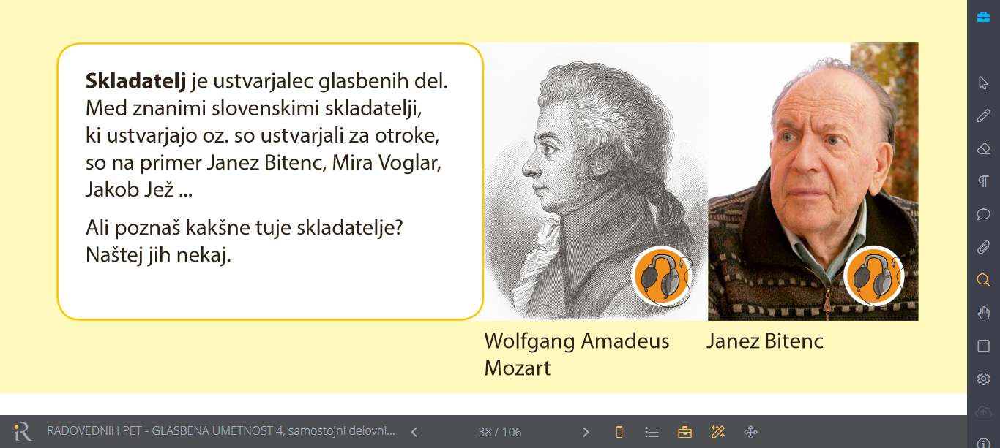 Skladatelj je ustvarjalec glasbenih del.
Med znanimi slovenskimi skladatelji,
ki ustvarjajo oz. so ustvarjali za otroke,
so na primer Janez Bitenc, Mira Voglar,
Jakob Jež ...
Ali poznaš kakšne tuje skladatelje?
Naštej jih nekaj.
Wolfgang Amadeus
Mozart
Janez Bitenc
iR
RADOVEDNIH PET - GLASBENA UMETNOST 4, samostojni delovni...
38 / 106